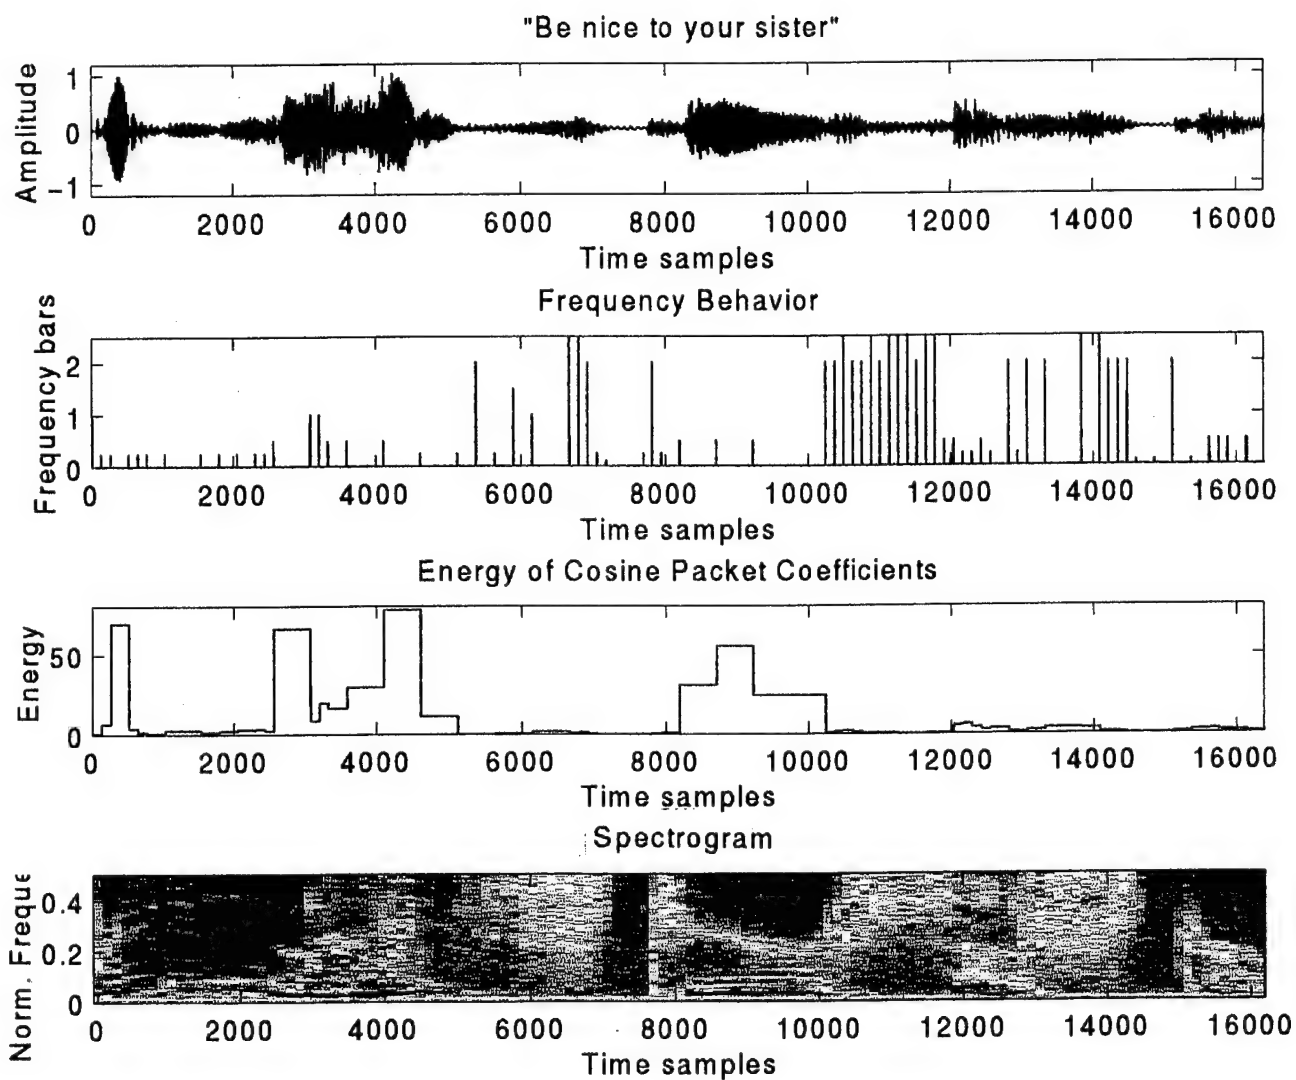 "Be nice to your sister"
Amplitude
1
0
-1
0 2000 4000 6000 8000 10000 12000 14000 16000
Time samples
Frequency Behavior
Frequency bars
2
1
0
0 2000 4000 6000 8000 10000 12000 14000 16000
Time samples
Energy of Cosine Packet Coefficients
Energy
50
0
0 2000 4000 6000 8000 10000 12000 14000 16000
Time samples
Spectrogram
Norm. Freque
0.4
0.2
0
0 2000 4000 6000 8000 10000 12000 14000 16000
Time samples